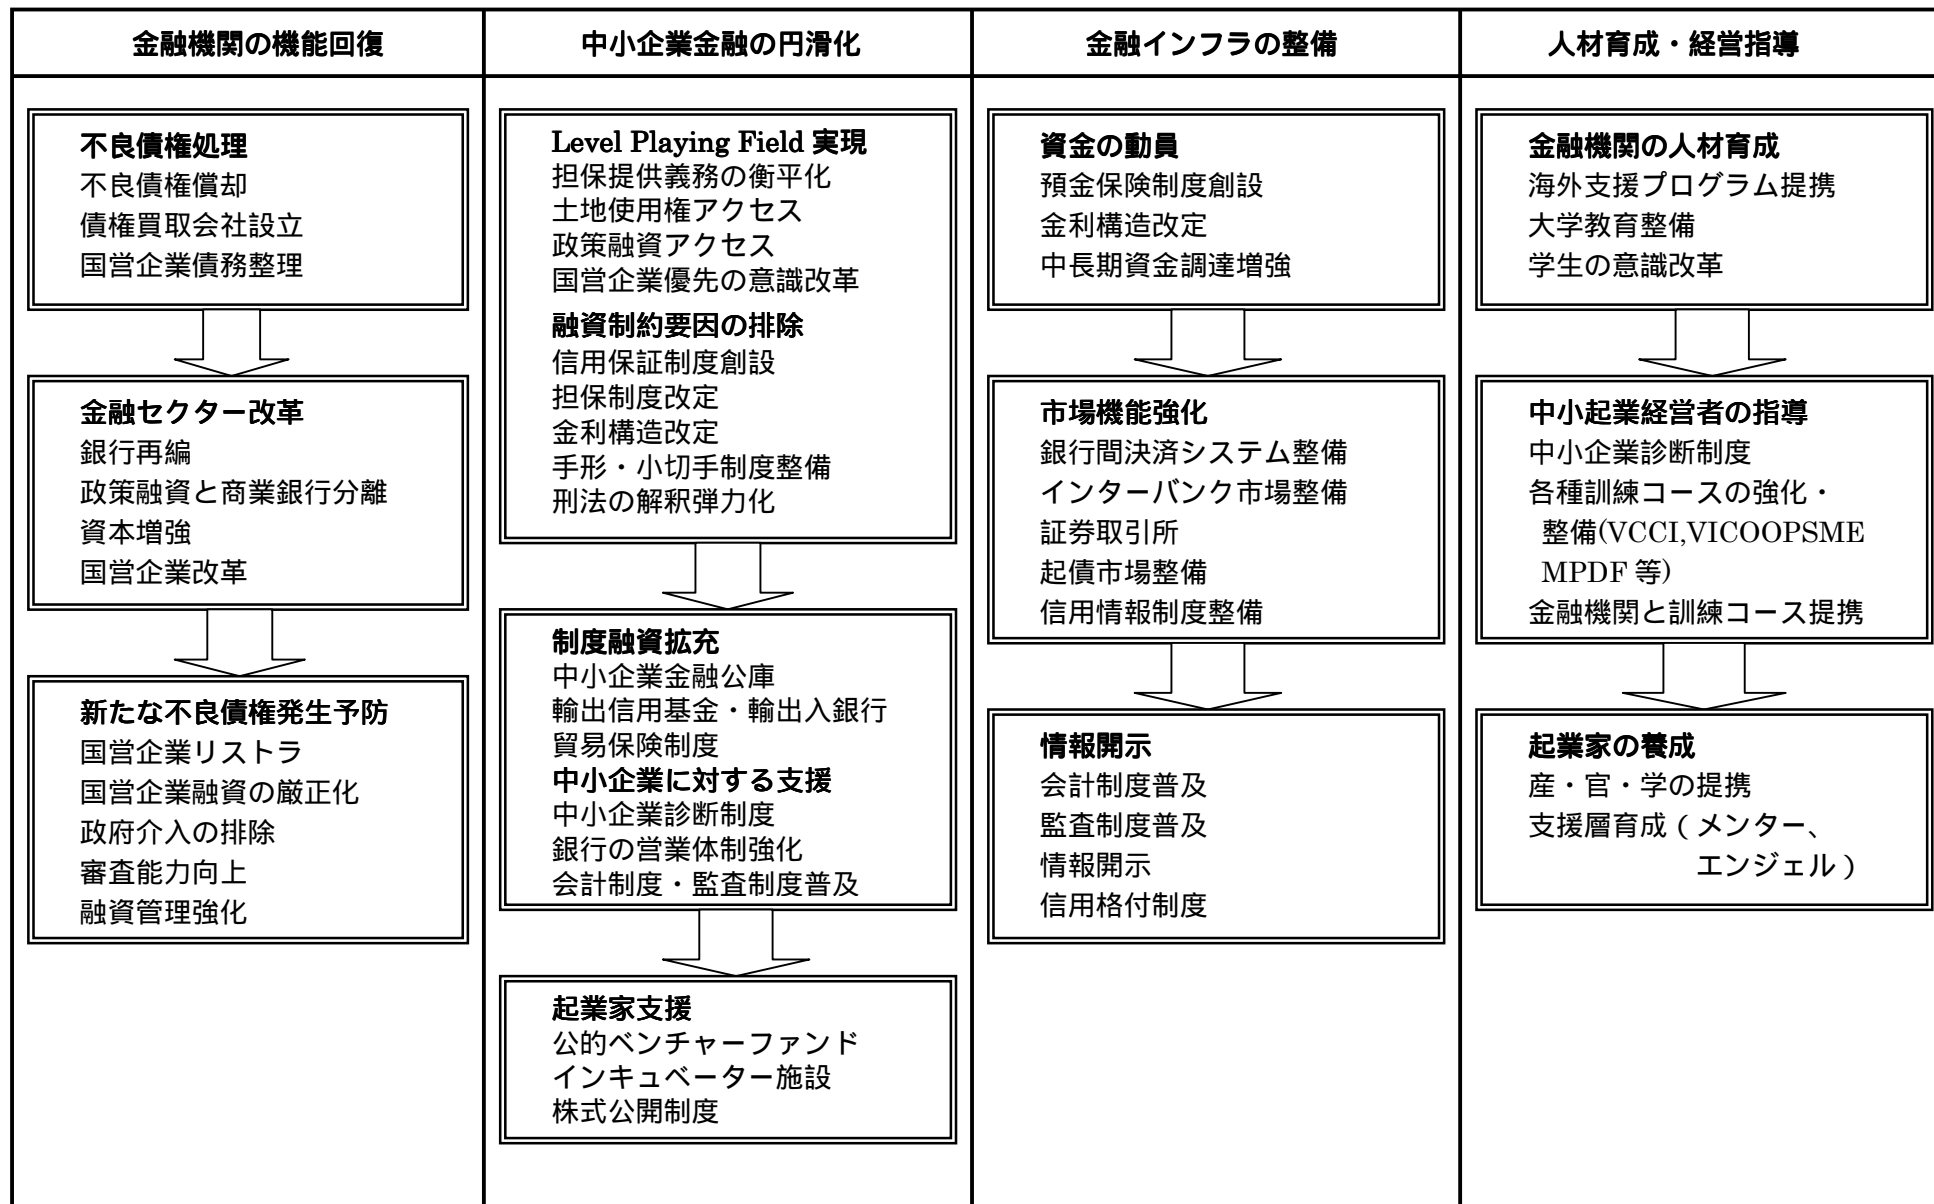 金融機関の機能回復
不良債権処理
不良債権償却
債権買取会社設立
国営企業債務整理
金融セクター改革
銀行再編
政策融資と商業銀行分離
資本増強
国営企業改革
新たな不良債権発生予防
国営企業リストラ
国営企業融資の厳正化
政府介入の排除
審査能力向上
融資管理強化
中小企業金融の円滑化
Level Playing Field 実現
担保提供義務の衡平化
土地使用権アクセス
政策融資アクセス
国営企業優先の意識改革
融資制約要因の排除
信用保証制度創設
担保制度改定
金利構造改定
手形・小切手制度整備
刑法の解釈弾力化
制度融資拡充
中小企業金融公庫
輸出信用基金・輸出入銀行
貿易保険制度
中小企業に対する支援
中小企業診断制度
銀行の営業体制強化
会計制度・監査制度普及
起業家支援
公的ベンチャーファンド
インキュベーター施設
株式公開制度
金融インフラの整備
資金の動員
預金保険制度創設
金利構造改定
中長期資金調達増強
市場機能強化
銀行間決済システム整備
インターバンク市場整備
証券取引所
起債市場整備
信用情報制度整備
情報開示
会計制度普及
監査制度普及
情報開示
信用格付制度
人材育成・経営指導
金融機関の人材育成
海外支援プログラム提携
大学教育整備
学生の意識改革
中小起業経営者の指導
中小企業診断制度
各種訓練コースの強化・
整備(VCCI,VICOOPSME
MPDF 等)
金融機関と訓練コース提携
起業家の養成
産・官・学の提携
支援層育成（メンター、
エンジェル）